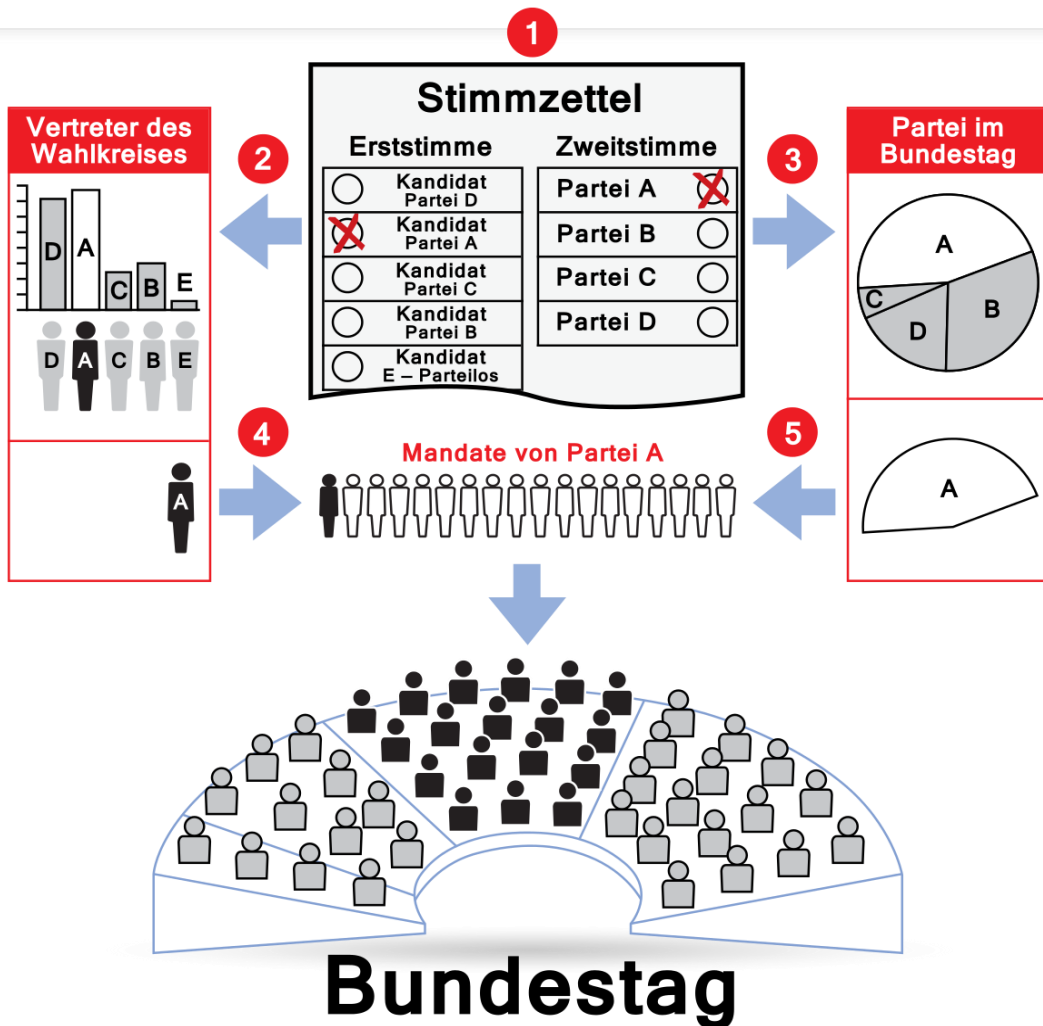 1
Stimmzettel
Erststimme
Zweitstimme
Kandidat
Partei D
Kandidat
Partei A
Kandidat
Partei C
Kandidat
Partei B
Kandidat
E – Parteilos
Partei A
Partei B
Partei C
Partei D
2
Vertreter des
Wahlkreises
D
A
C
B
E
D
A
C
B
E
3
Partei im
Bundestag
A
B
C
D
4
A
Mandate von Partei A
5
A
Bundestag